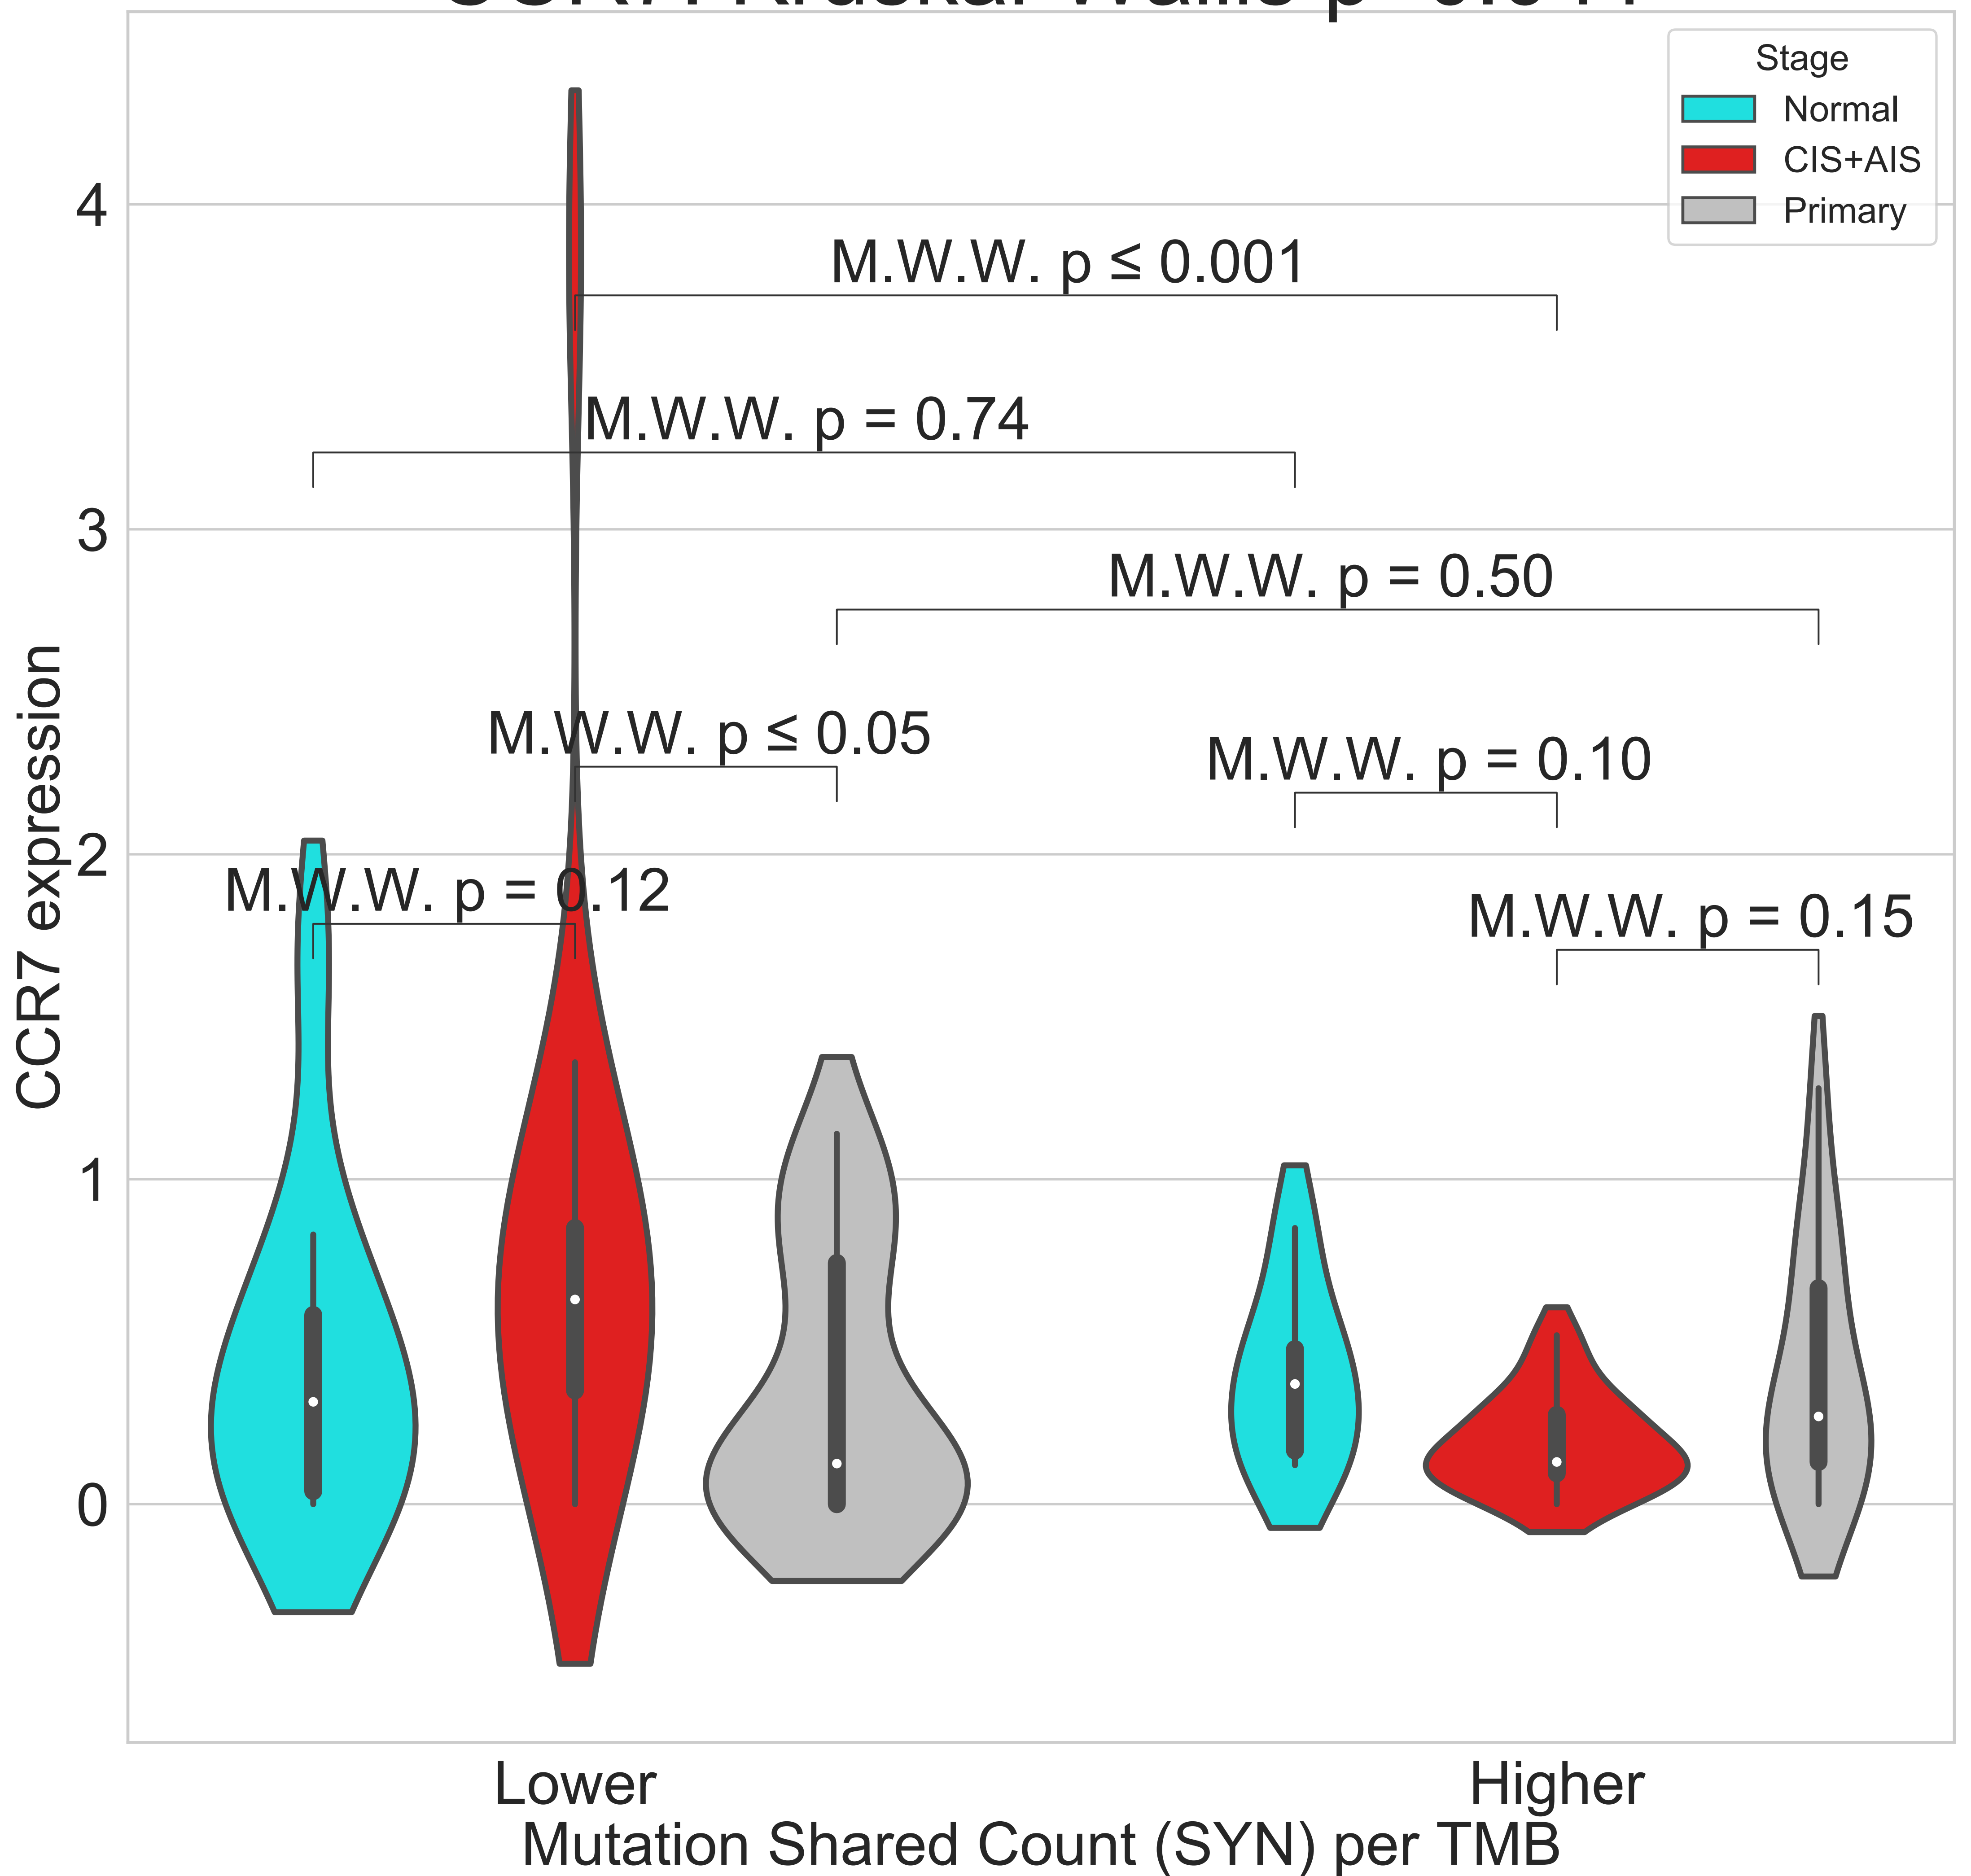 Stage
Normal
CIS+AIS
Primary
4
3
2
1
0
CCR7 expression
M.W.W. p ≤ 0.001
M.W.W. p = 0.74
M.W.W. p = 0.50
M.W.W. p ≤ 0.05
M.W.W. p = 0.10
M.W.W. p = 0.12
M.W.W. p = 0.15
Lower
Higher
Mutation Shared Count (SYN) per TMB